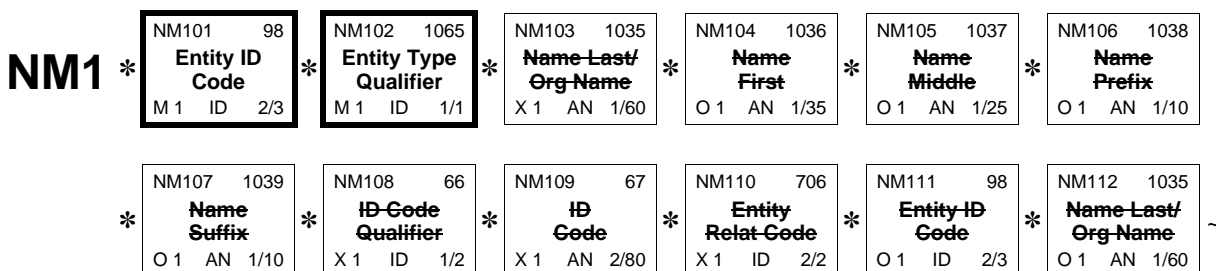 NM1 * NM101 98 * NM102 1065 * NM103 1035 * NM104 1036 * NM105 1037 * NM106 1038
Entity ID Entity Type Name Last/ Name Name Name
Code Qualifier Org Name First Middle Prefix
M 1 ID 2/3 M 1 ID 1/1 X 1 AN 1/60 O 1 AN 1/35 O 1 AN 1/25 O 1 AN 1/10
* NM107 1039 * NM108 66 * NM109 67 * NM110 706 * NM111 98 * NM112 1035 ~
Name ID Code ID Entity Entity ID Name Last/
Suffix Qualifier Code Relat Code Code Org Name
O 1 AN 1/10 X 1 ID 1/2 X 1 AN 2/80 X 1 ID 2/2 O 1 ID 2/3 O 1 AN 1/60